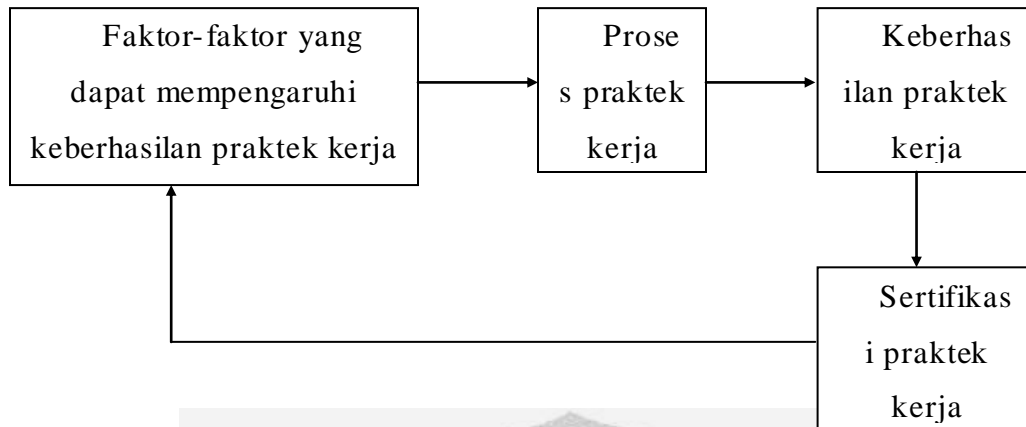 Faktor-faktor yang
dapat mempengaruhi
keberhasilan praktek kerja
Prose
s praktek
kerja
Keberhas
ilan praktek
kerja
Sertifikas
i praktek
kerja